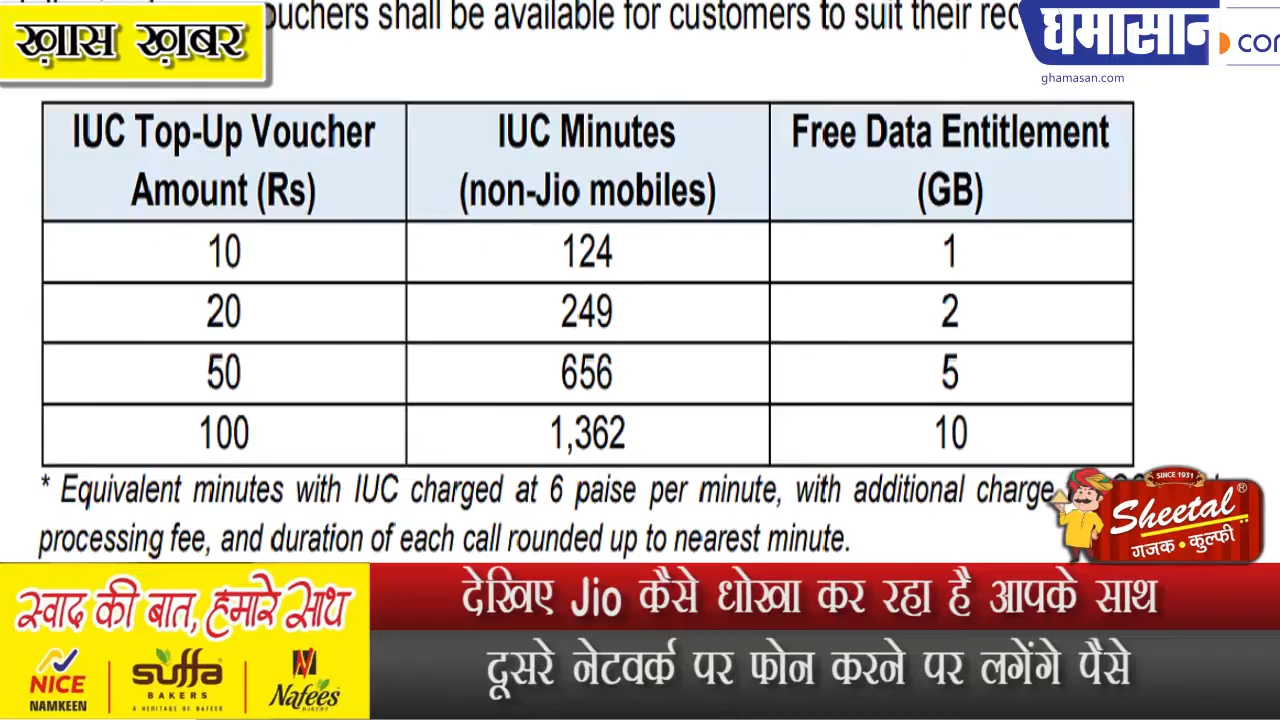 vouchers shall be available for customers to suit their
ख़ास ख़बर
घमासान.com
ghamasan.com
IUC Top-Up Voucher Amount (Rs) IUC Minutes (non-Jio mobiles) Free Data Entitlement (GB)
10 124 1
20 249 2
50 656 5
100 1,362 10
* Equivalent minutes with IUC charged at 6 paise per minute, with additional charge
processing fee, and duration of each call rounded up to nearest minute.
SINCE 1931
Sheetal®
गजक • कुल्फी
स्वाद की बात, हमारे साथ
NICE
NAMKEEN
Suffa
BAKERS
A HERITAGE OF NAFEES
Nafees
BAKERS
देखिए Jio कैसे धोखा कर रहा है आपके साथ
दूसरे नेटवर्क पर फोन करने पर लगेंगे पैसे